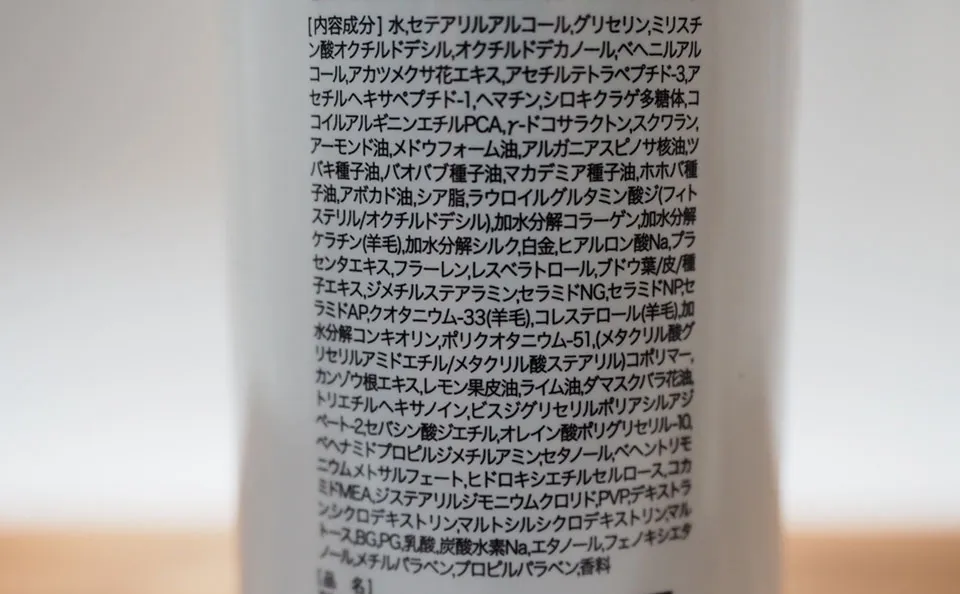 [内容成分] 水,セテアリルアルコール,グリセリン,ミリスチ
ン酸オクチルドデシル,オクチルドデカノール,ベヘニルアル
コール,アカツメクサ花エキス,アセチルテトラペプチド-3,ア
セチルヘキサペプチド-1,ヘマチン,シロキクラゲ多糖体,コ
コイルアルギニンエチルPCA,γ-ドコサラクトン,スクワラン,
アーモンド油,メドウフォーム油,アルガニアスピノサ核油,ツ
バキ種子油,バオバブ種子油,マカデミア種子油,ホホバ種
子油,アボカド油,シア脂,ラウロイルグルタミン酸ジ(フィト
ステリル/オクチルドデシル),加水分解コラーゲン,加水分解
ケラチン(羊毛),加水分解シルク,白金,ヒアルロン酸Na,プラ
センタエキス,フラーレン,レスベラトロール,ブドウ葉/皮/種
子エキス,ジメチルステアラミン,セラミドNG,セラミドNP,セ
ラミドAP,クオタニウム-33(羊毛),コレステロール(羊毛),加
水分解コンキオリン,ポリクオタニウム-51,(メタクリル酸グ
リセリルアミドエチル/メタクリル酸ステアリル)コポリマー,
カンゾウ根エキス,レモン果皮油,ライム油,ダマスクバラ花油,
トリエチルヘキサノイン,ビスジグリセリルポリアシルアジ
ペート-2,セバシン酸ジエチル,オレイン酸ポリグリセリル-10,
ベヘナミドプロピルジメチルアミン,セタノール,ベヘントリモ
ニウムメトサルフェート,ヒドロキシエチルセルロース,コカ
ミドMEA,ジステアリルジモニウムクロリド,PVP,デキストラ
ン,シクロデキストリン,マルトシルシクロデキストリン,マル
トース,BG,PG,乳酸,炭酸水素Na,エタノール,フェノキシエタ
ノール,メチルパラベン,プロピルパラベン,香料
[品 名]